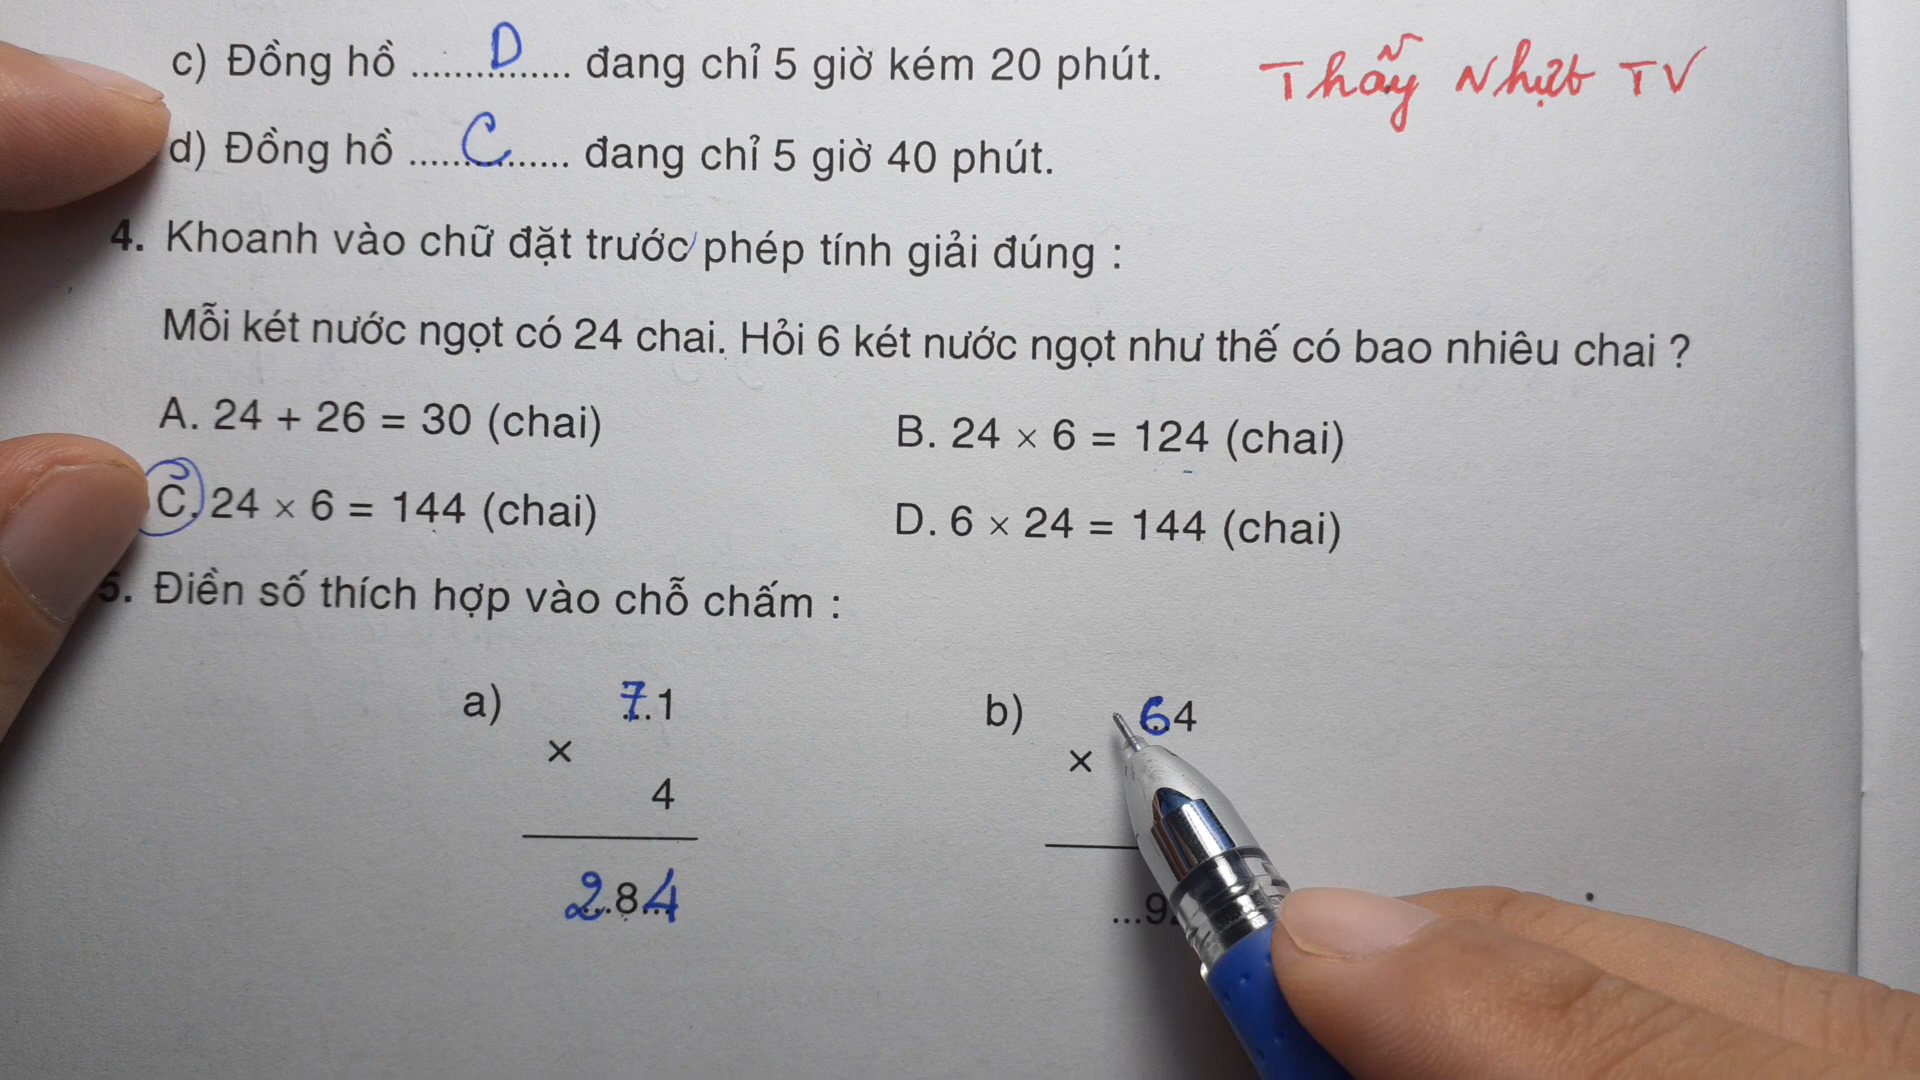 c) Đồng hồ ......D......... đang chỉ 5 giờ kém 20 phút.
Thầy Nhựt TV
d) Đồng hồ ......C......... đang chỉ 5 giờ 40 phút.
4. Khoanh vào chữ đặt trước phép tính giải đúng :
Mỗi két nước ngọt có 24 chai. Hỏi 6 két nước ngọt như thế có bao nhiêu chai ?
A. 24 + 26 = 30 (chai)
B. 24 × 6 = 124 (chai)
C. 24 × 6 = 144 (chai)
D. 6 × 24 = 144 (chai)
5. Điền số thích hợp vào chỗ chấm :
a) 71
×
4
284
b) 64
×
...9